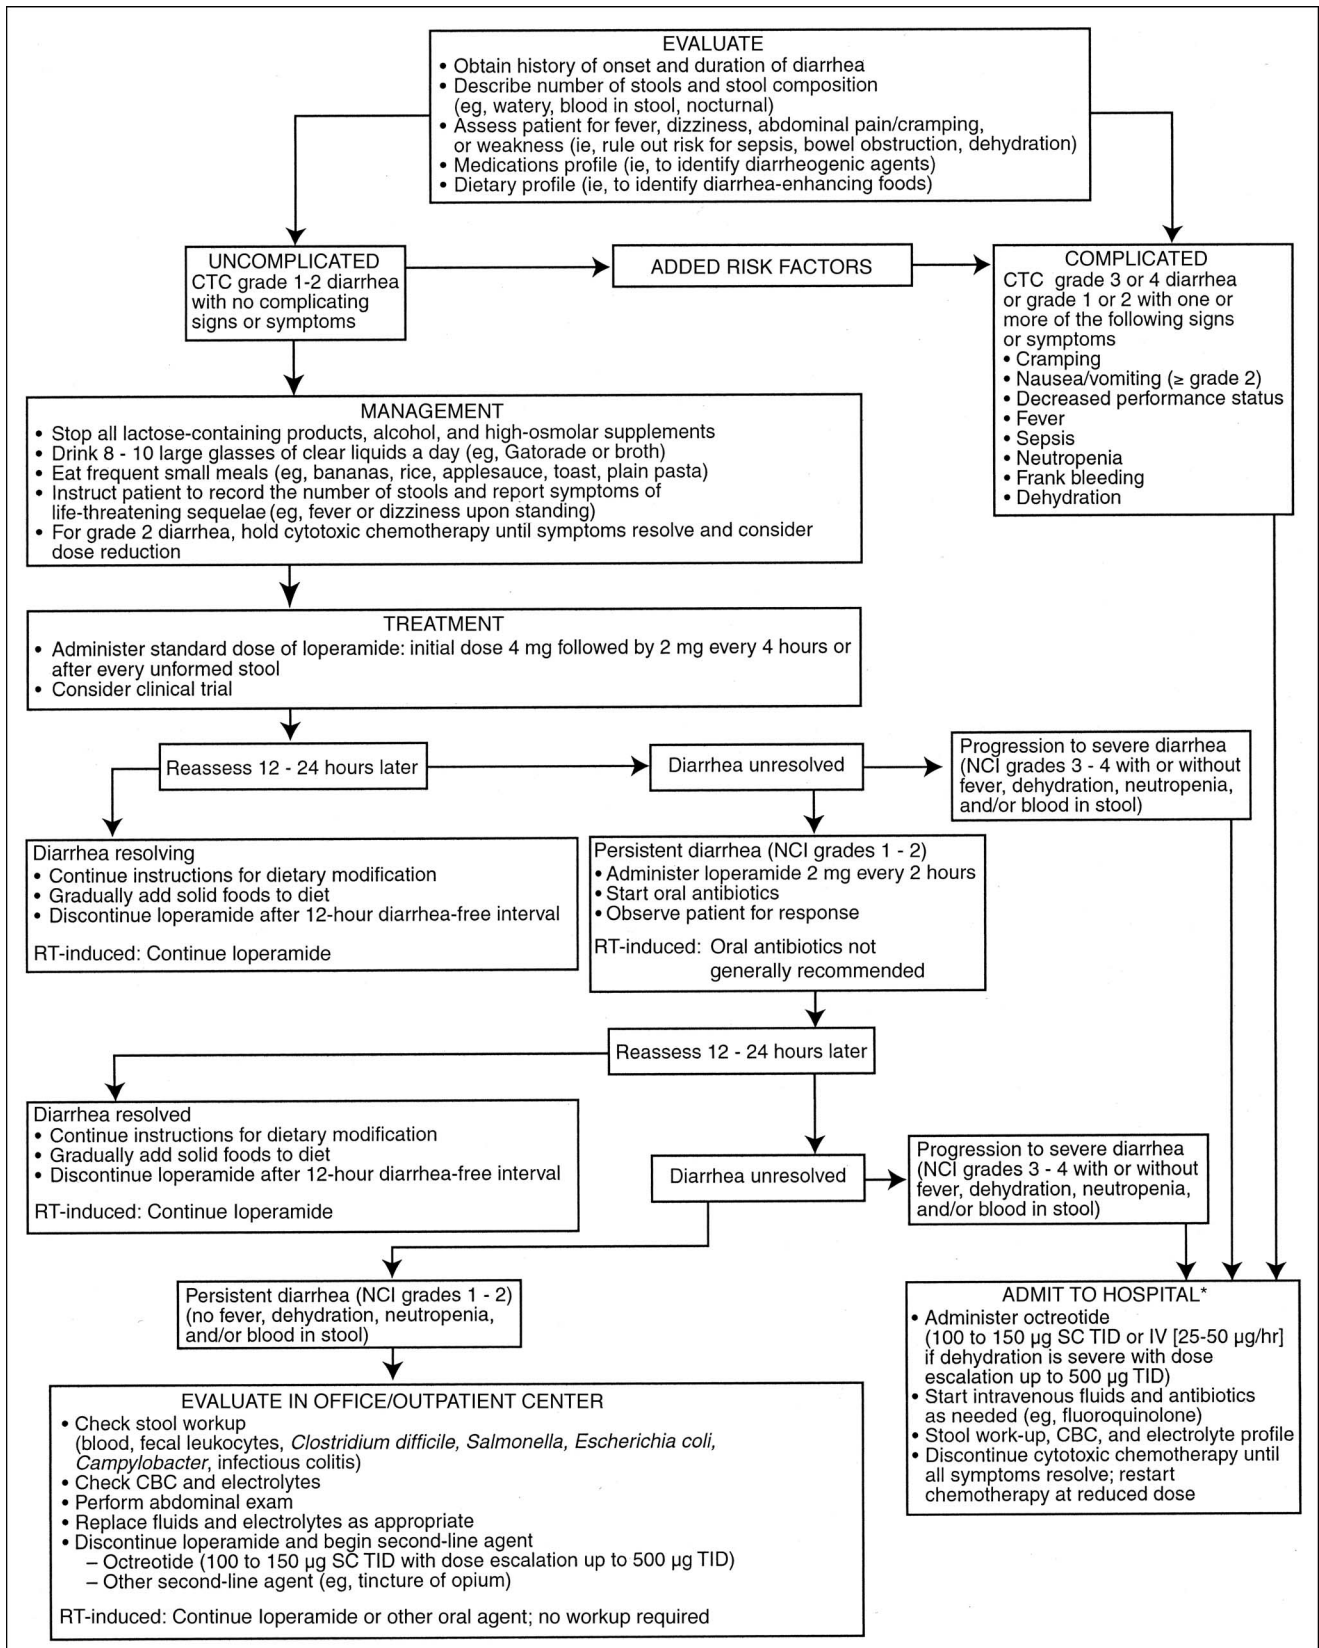 EVALUATE
• Obtain history of onset and duration of diarrhea
• Describe number of stools and stool composition
(eg, watery, blood in stool, nocturnal)
• Assess patient for fever, dizziness, abdominal pain/cramping,
or weakness (ie, rule out risk for sepsis, bowel obstruction, dehydration)
• Medications profile (ie, to identify diarrheogenic agents)
• Dietary profile (ie, to identify diarrhea-enhancing foods)
UNCOMPLICATED
CTC grade 1-2 diarrhea
with no complicating
signs or symptoms
ADDED RISK FACTORS
COMPLICATED
CTC grade 3 or 4 diarrhea
or grade 1 or 2 with one or
more of the following signs
or symptoms
• Cramping
• Nausea/vomiting (≥ grade 2)
• Decreased performance status
• Fever
• Sepsis
• Neutropenia
• Frank bleeding
• Dehydration
MANAGEMENT
• Stop all lactose-containing products, alcohol, and high-osmolar supplements
• Drink 8 - 10 large glasses of clear liquids a day (eg, Gatorade or broth)
• Eat frequent small meals (eg, bananas, rice, applesauce, toast, plain pasta)
• Instruct patient to record the number of stools and report symptoms of
life-threatening sequelae (eg, fever or dizziness upon standing)
• For grade 2 diarrhea, hold cytotoxic chemotherapy until symptoms resolve and consider
dose reduction
TREATMENT
• Administer standard dose of loperamide: initial dose 4 mg followed by 2 mg every 4 hours or
after every unformed stool
• Consider clinical trial
Reassess 12 - 24 hours later
Diarrhea unresolved
Progression to severe diarrhea
(NCI grades 3 - 4 with or without
fever, dehydration, neutropenia,
and/or blood in stool)
Diarrhea resolving
• Continue instructions for dietary modification
• Gradually add solid foods to diet
• Discontinue loperamide after 12-hour diarrhea-free interval
RT-induced: Continue loperamide
Persistent diarrhea (NCI grades 1 - 2)
• Administer loperamide 2 mg every 2 hours
• Start oral antibiotics
• Observe patient for response
RT-induced: Oral antibiotics not
generally recommended
Reassess 12 - 24 hours later
Diarrhea resolved
• Continue instructions for dietary modification
• Gradually add solid foods to diet
• Discontinue loperamide after 12-hour diarrhea-free interval
RT-induced: Continue loperamide
Diarrhea unresolved
Progression to severe diarrhea
(NCI grades 3 - 4 with or without
fever, dehydration, neutropenia,
and/or blood in stool)
Persistent diarrhea (NCI grades 1 - 2)
(no fever, dehydration, neutropenia,
and/or blood in stool)
ADMIT TO HOSPITAL*
• Administer octreotide
(100 to 150 µg SC TID or IV [25-50 µg/hr]
if dehydration is severe with dose
escalation up to 500 µg TID)
• Start intravenous fluids and antibiotics
as needed (eg, fluoroquinolone)
• Stool work-up, CBC, and electrolyte profile
• Discontinue cytotoxic chemotherapy until
all symptoms resolve; restart
chemotherapy at reduced dose
EVALUATE IN OFFICE/OUTPATIENT CENTER
• Check stool workup
(blood, fecal leukocytes, Clostridium difficile, Salmonella, Escherichia coli,
Campylobacter, infectious colitis)
• Check CBC and electrolytes
• Perform abdominal exam
• Replace fluids and electrolytes as appropriate
• Discontinue loperamide and begin second-line agent
– Octreotide (100 to 150 µg SC TID with dose escalation up to 500 µg TID)
– Other second-line agent (eg, tincture of opium)
RT-induced: Continue loperamide or other oral agent; no workup required